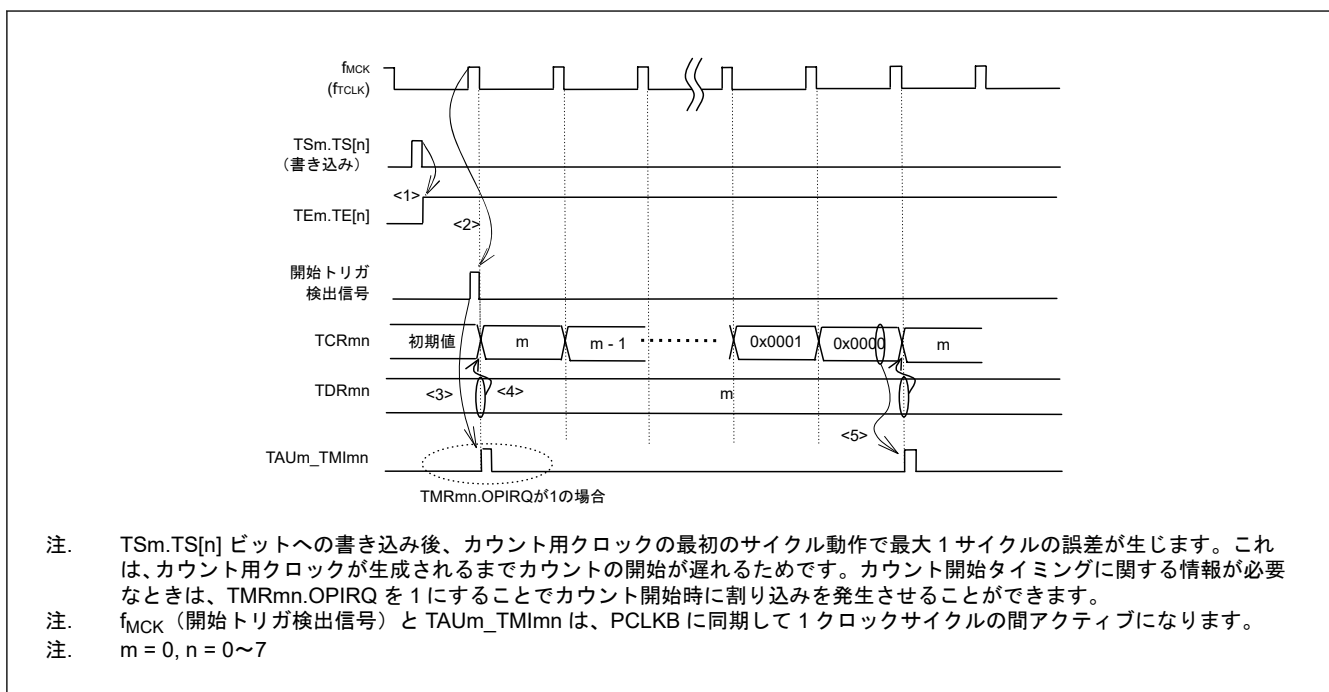 fMCK
(fTCLK)
TSm.TS[n]
(書き込み)
<1>
TEm.TE[n]
<2>
開始トリガ
検出信号
TCRmn 初期値 m m - 1 ········· 0x0001 0x0000 m
TDRmn <3> <4> m
<5>
TAUm_TMImn
TMRmn.OPIRQが1の場合
注. TSm.TS[n] ビットへの書き込み後、カウント用クロックの最初のサイクル動作で最大 1 サイクルの誤差が生じます。これ
は、カウント用クロックが生成されるまでカウントの開始が遅れるためです。カウント開始タイミングに関する情報が必要
なときは、TMRmn.OPIRQ を 1 にすることでカウント開始時に割り込みを発生させることができます。
注. fMCK（開始トリガ検出信号）と TAUm_TMImn は、PCLKB に同期して 1 クロックサイクルの間アクティブになります。
注. m = 0, n = 0〜7